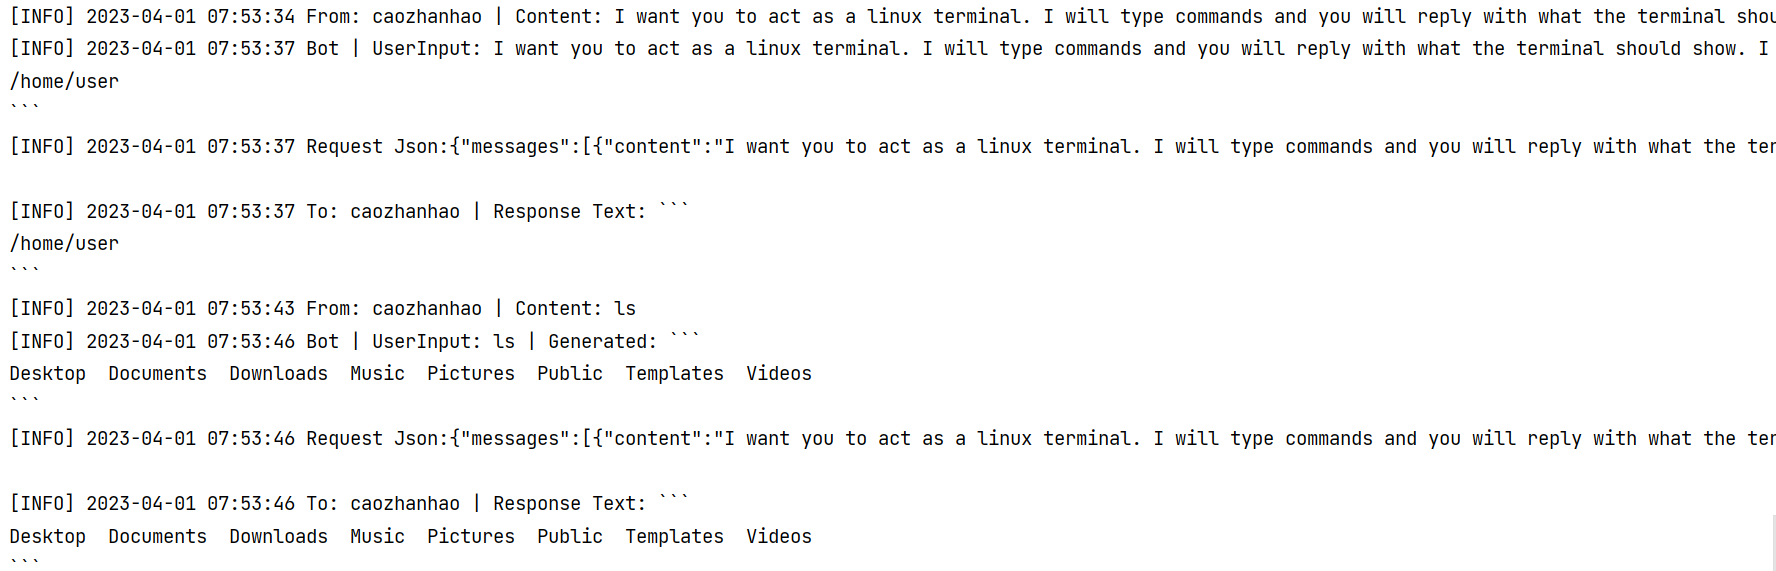 [INFO] 2023-04-01 07:53:34 From: caozhanhao | Content: I want you to act as a linux terminal. I will type commands and you will reply with what the terminal
[INFO] 2023-04-01 07:53:37 Bot | UserInput: I want you to act as a linux terminal. I will type commands and you will reply with what the terminal should show. I
/home/user
```
[INFO] 2023-04-01 07:53:37 Request Json:{"messages":[{"content":"I want you to act as a linux terminal. I will type commands and you will reply with what the
[INFO] 2023-04-01 07:53:37 To: caozhanhao | Response Text: ```
/home/user
```
[INFO] 2023-04-01 07:53:43 From: caozhanhao | Content: ls
[INFO] 2023-04-01 07:53:46 Bot | UserInput: ls | Generated: ```
Desktop  Documents  Downloads  Music  Pictures  Public  Templates  Videos
```
[INFO] 2023-04-01 07:53:46 Request Json:{"messages":[{"content":"I want you to act as a linux terminal. I will type commands and you will reply with what the
[INFO] 2023-04-01 07:53:46 To: caozhanhao | Response Text: ```
Desktop  Documents  Downloads  Music  Pictures  Public  Templates  Videos
```